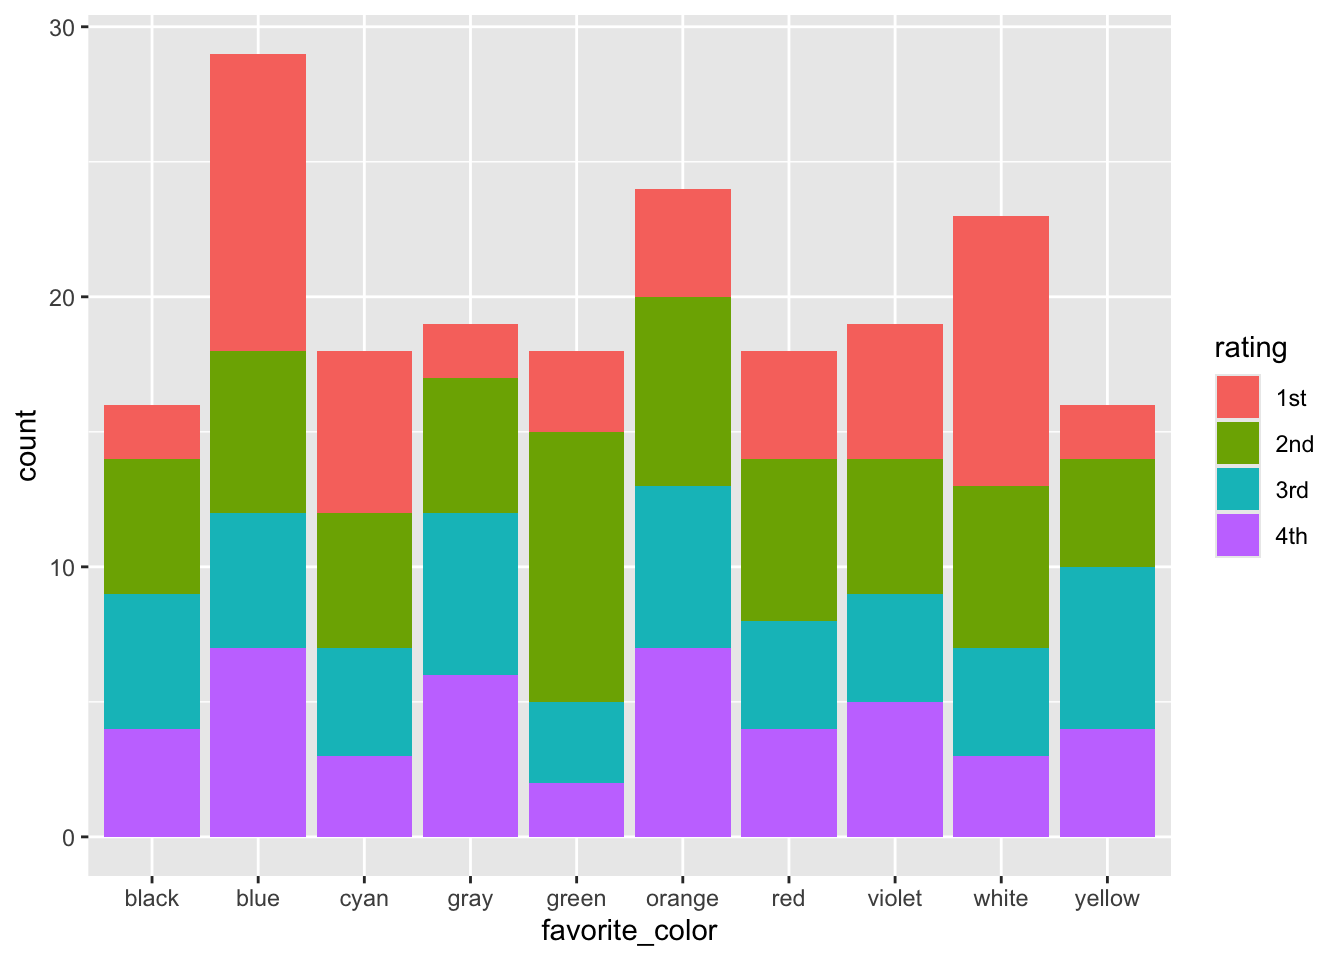 30
20
10
0
count
black blue cyan gray green orange red violet white yellow
favorite_color
rating
1st
2nd
3rd
4th